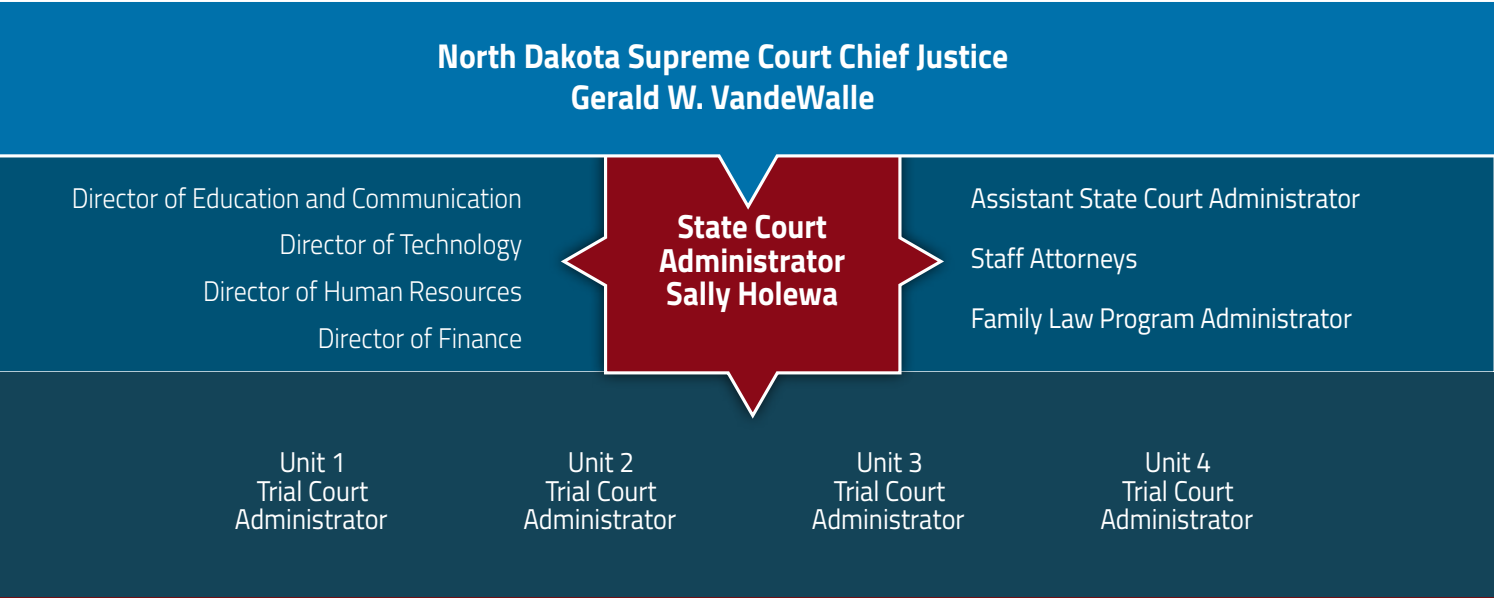 North Dakota Supreme Court Chief Justice
Gerald W. VandeWalle
Director of Education and Communication
Director of Technology
Director of Human Resources
Director of Finance
State Court
Administrator
Sally Holewa
Assistant State Court Administrator
Staff Attorneys
Family Law Program Administrator
Unit 1
Trial Court
Administrator
Unit 2
Trial Court
Administrator
Unit 3
Trial Court
Administrator
Unit 4
Trial Court
Administrator